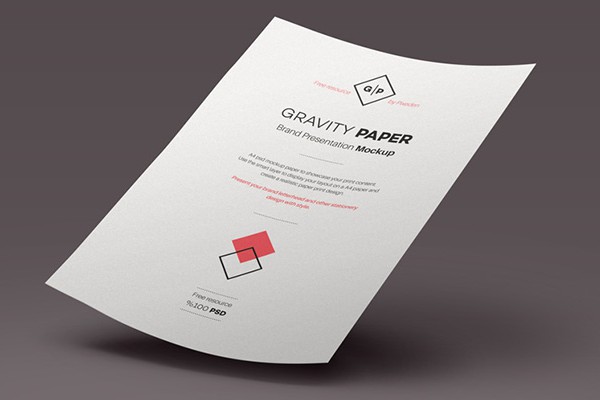 Free resource G/P by Pixeden
GRAVITY PAPER
Brand Presentation Mockup
A4 psd mockup paper to showcase your print content.
Use the smart layer to display your layout on a A4 paper and
create a realistic paper print design.
Present your brand letterhead and other stationery
design with style.
Free resource
%100 PSD